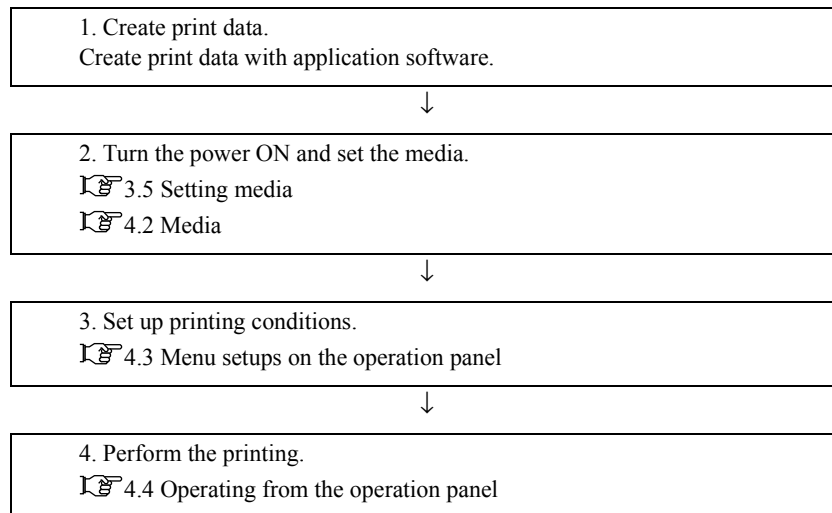 1. Create print data.
Create print data with application software.
↓
2. Turn the power ON and set the media.
3.5 Setting media
4.2 Media
↓
3. Set up printing conditions.
4.3 Menu setups on the operation panel
↓
4. Perform the printing.
4.4 Operating from the operation panel